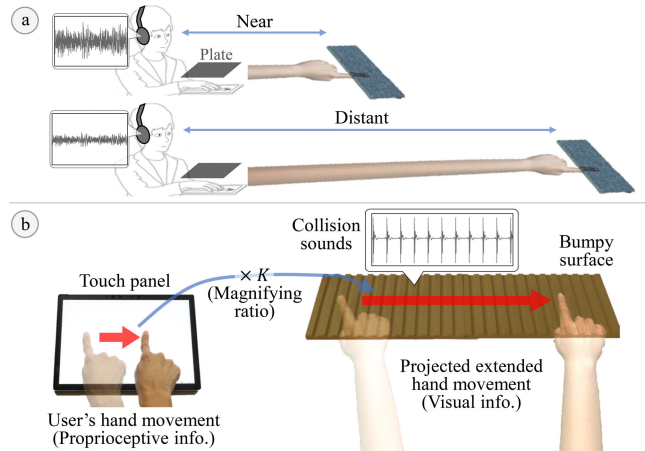 a
Near
Plate
Distant
b
Collision
sounds
Bumpy
surface
Touch panel
× K
(Magnifying
ratio)
Projected extended
hand movement
(Visual info.)
User's hand movement
(Proprioceptive info.)